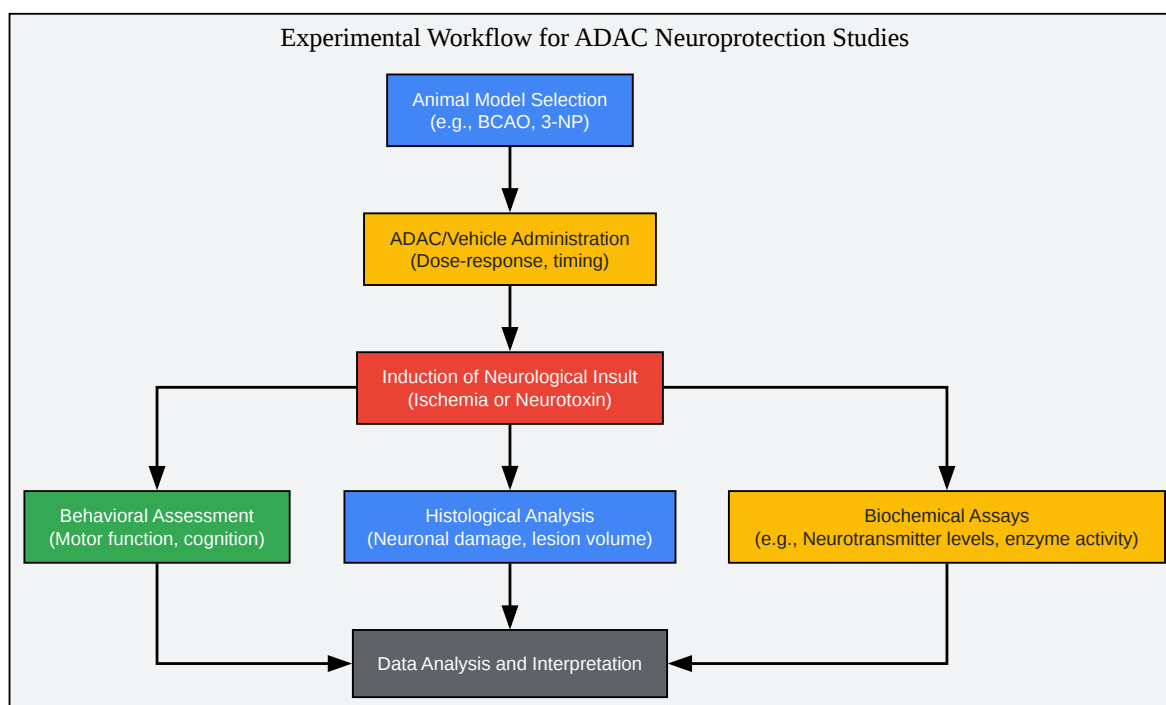 Experimental Workflow for ADAC Neuroprotection Studies
Animal Model Selection
(e.g., BCAO, 3-NP)
ADAC/Vehicle Administration
(Dose-response, timing)
Induction of Neurological Insult
(Ischemia or Neurotoxin)
Behavioral Assessment
(Motor function, cognition)
Histological Analysis
(Neuronal damage, lesion volume)
Biochemical Assays
(e.g., Neurotransmitter levels, enzyme activity)
Data Analysis and Interpretation